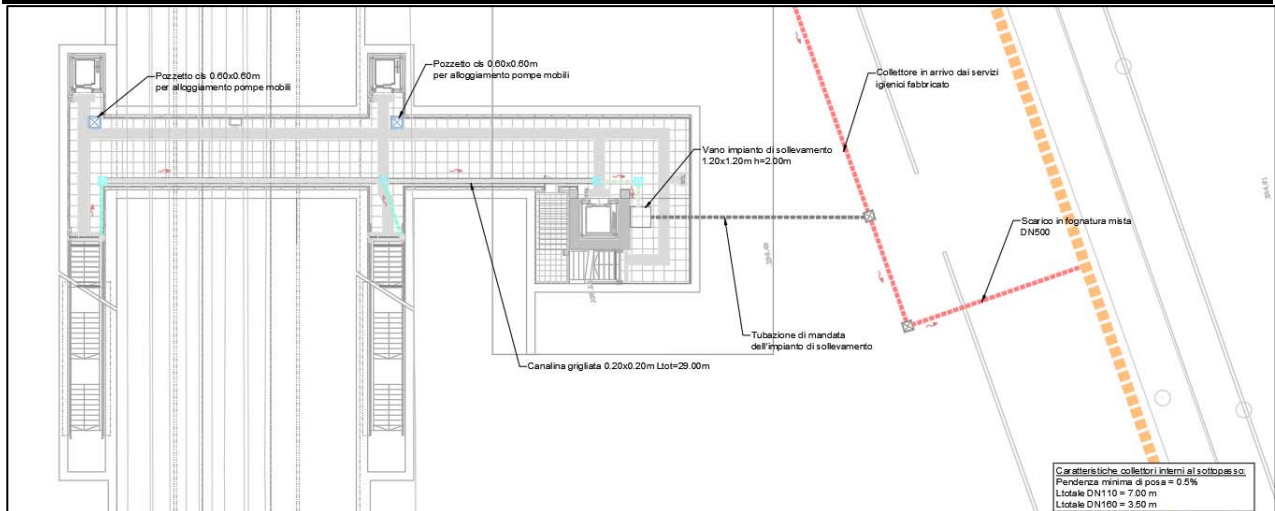 Pozzetto cls 0.60x0.60m
per alloggiamento pompe mobili
Pozzetto cls 0.60x0.60m
per alloggiamento pompe mobili
Collettore in arrivo dai servizi
igienici fabbricato
Vano impianto di sollevamento
1.20x1.20m h=2.00m
Scarico in fognatura mista
DN500
Tubazione di mandata
dell'impianto di sollevamento
Canalina grigliata 0.20x0.20m Ltot=29.00m
Caratteristiche collettori interni al sottopasso:
Pendenza minima di posa = 0.5%
Ltotale DN110 = 7.00 m
Ltotale DN160 = 3.50 m